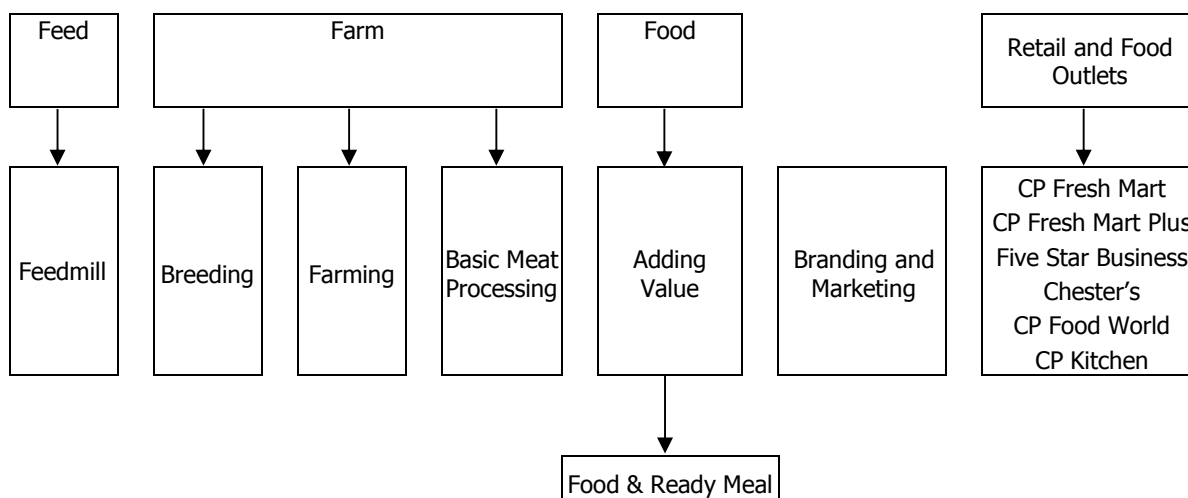 Feed
Farm
Food
Retail and Food
Outlets
Feedmill
Breeding
Farming
Basic Meat
Processing
Adding
Value
Branding and
Marketing
CP Fresh Mart
CP Fresh Mart Plus
Five Star Business
Chester’s
CP Food World
CP Kitchen
Food & Ready Meal